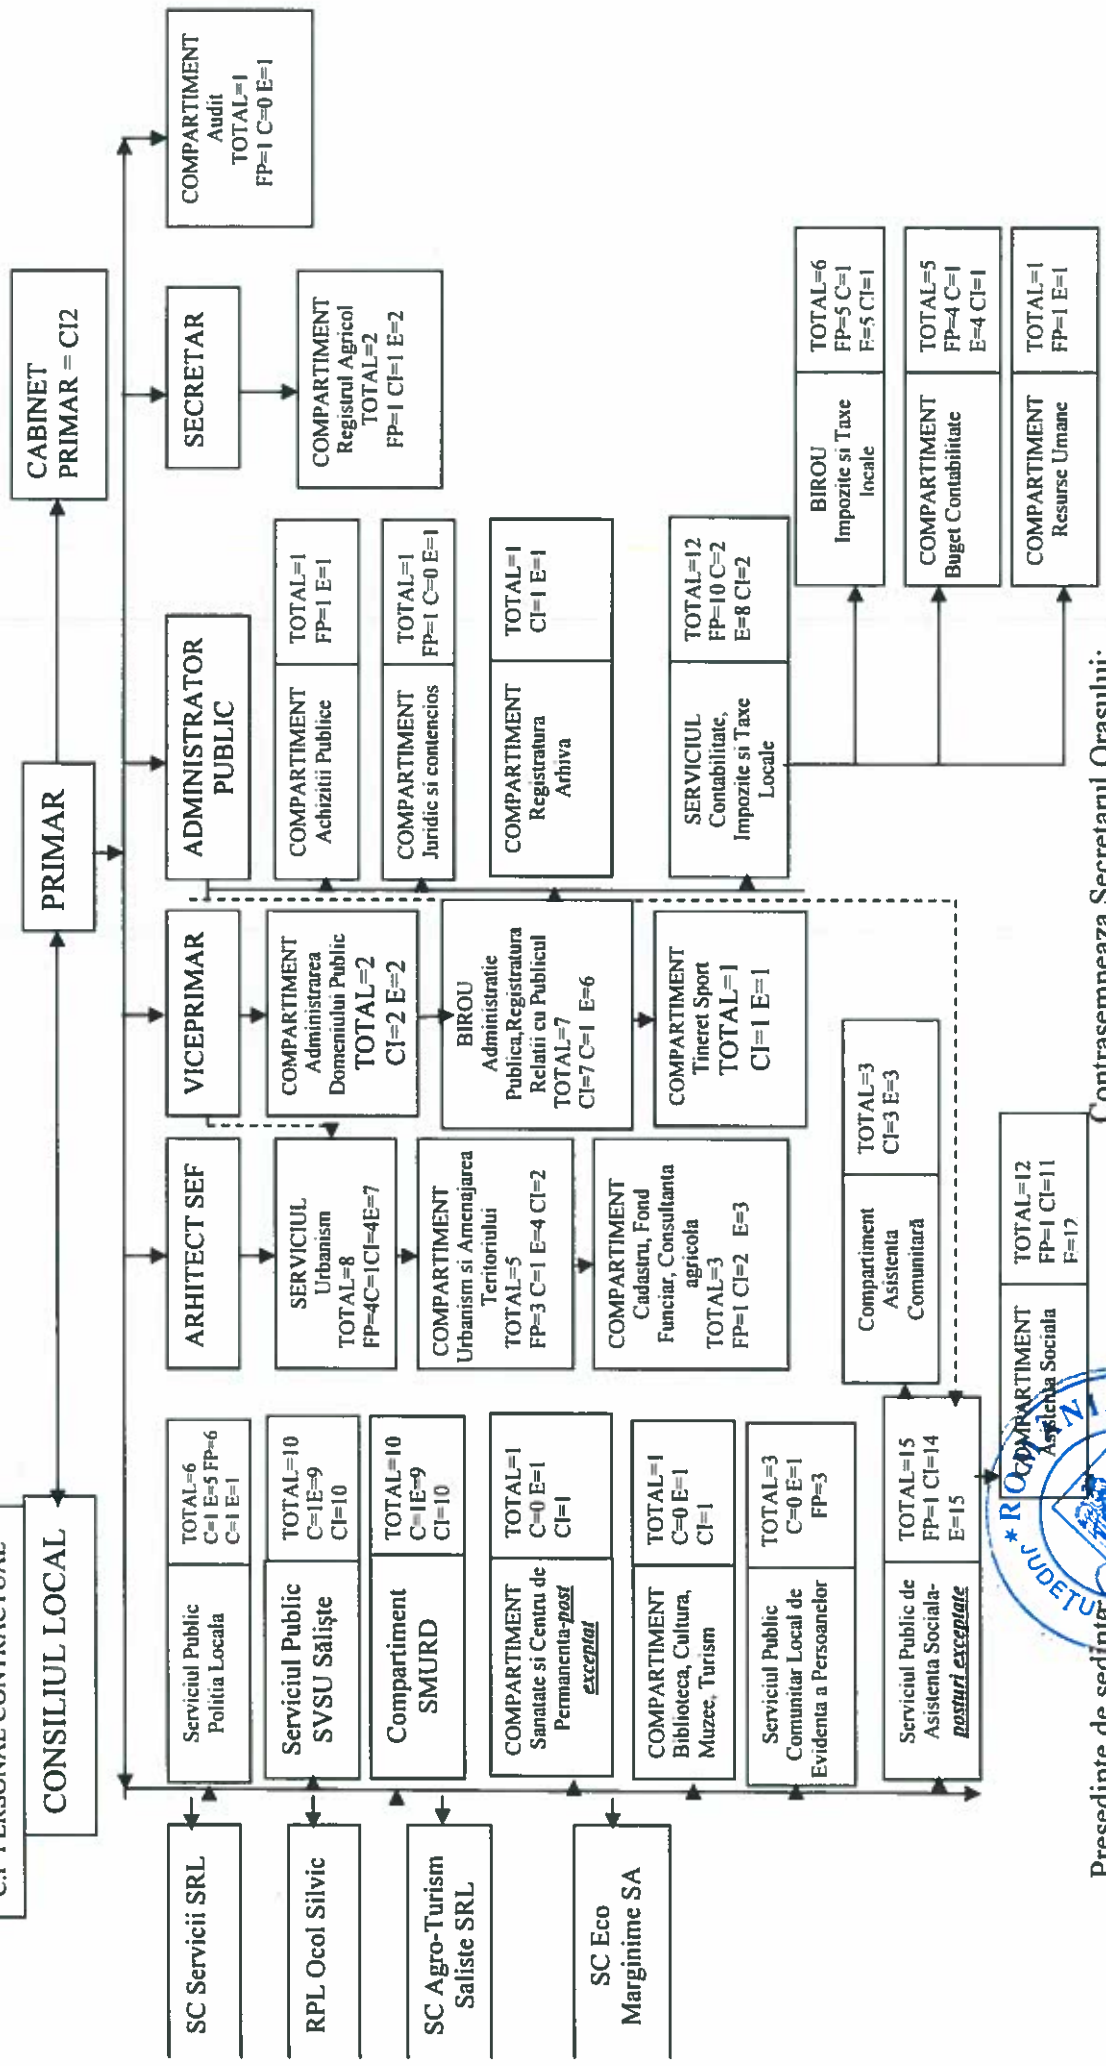 C.I PERSONAL CONTRACTUAL
CONSILIUL LOCAL
PRIMAR
CABINET
PRIMAR = CI2
SC Servicii SRL
RPL Ocol Silvic
SC Agro-Turism
Saliste SRL
SC Eco
Marginime SA
Serviciul Public
Politia Locala
TOTAL=6
C=1 E=5 FP=6
C=1 E=1
Serviciul Public
SVSU Săliște
TOTAL=10
C=1E=9
CI=10
Compartiment
SMURD
TOTAL=10
C=1E=9
CI=10
COMPARTIMENT
Sanatate si Centru de
Permanenta-post
exceptat
TOTAL=1
C=0 E=1
CI=1
COMPARTIMENT
Biblioteca, Cultura,
Muzee, Turism
TOTAL=1
C=0 E=1
CI=1
Serviciul Public
Comunitar Local de
Evidenta a Persoanelor
TOTAL=3
C=0 E=1
FP=3
Serviciul Public de
Asistenta Sociala-
posturi exceptate
TOTAL=15
FP=1 CI=14
E=15
ARHITECT SEF
SERVICIUL
Urbanism
TOTAL=8
FP=4C=1CI=4E=7
COMPARTIMENT
Urbanism si Amenajarea
Teritoriului
TOTAL=5
FP=3 C=1 E=4 CI=2
COMPARTIMENT
Cadastru, Fond
Funciar, Consultanta
agricola
TOTAL=3
FP=1 CI=2 E=3
Compartiment
Asistenta
Comunitară
TOTAL=3
CI=3 E=3
COMPARTIMENT
Asistenta Sociala
TOTAL=12
FP=1 CI=11
E=12
VICEPRIMAR
COMPARTIMENT
Administrarea
Domeniului Public
TOTAL=2
CI=2 E=2
BIROU
Administratie
Publica,Registratura
Relatii cu Publicul
TOTAL=7
CI=7 C=1 E=6
COMPARTIMENT
Tineret Sport
TOTAL=1
CI=1 E=1
ADMINISTRATOR
PUBLIC
COMPARTIMENT
Achizitii Publice
TOTAL=1
FP=1 E=1
COMPARTIMENT
Juridic si contencios
TOTAL=1
FP=1 C=0 E=1
COMPARTIMENT
Registratura
Arhiva
TOTAL=1
CI=1 E=1
SERVICIUL
Contabilitate,
Impozite si Taxe
Locale
TOTAL=12
FP=10 C=2
E=8 CI=2
SECRETAR
COMPARTIMENT
Registrul Agricol
TOTAL=2
FP=1 CI=1 E=2
COMPARTIMENT
Audit
TOTAL=1
FP=1 C=0 E=1
BIROU
Impozite si Taxe
locale
TOTAL=6
FP=5 C=1
E=5 CI=1
COMPARTIMENT
Buget Contabilitate
TOTAL=5
FP=4 C=1
E=4 CI=1
COMPARTIMENT
Resurse Umane
TOTAL=1
FP=1 E=1
Presedinte de sedinta
Contrasempeaza Secretarul Orasului: